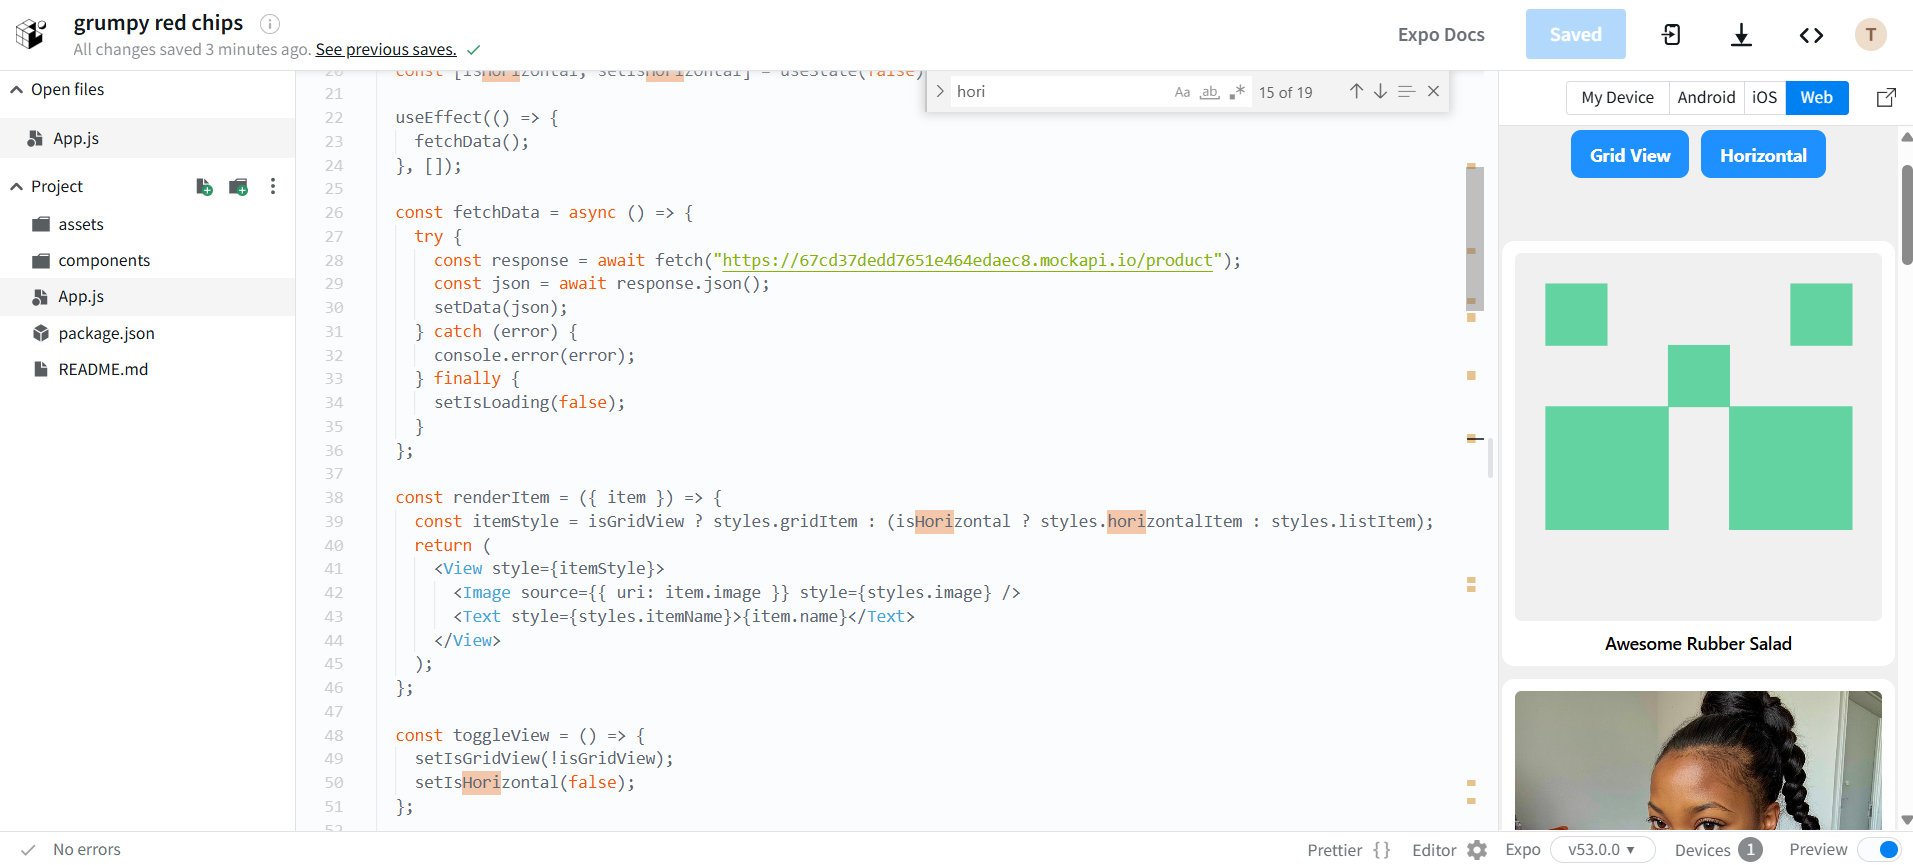 grumpy red chips
All changes saved 3 minutes ago. See previous saves.
Expo Docs
Saved
T
Open files
App.js
Project
assets
components
App.js
package.json
README.md
20 const [isHorizontal, setIsHorizontal] = useState(false)
21
22 useEffect(() => {
23 fetchData();
24 }, []);
25
26 const fetchData = async () => {
27 try {
28 const response = await fetch("https://67cd37dedd7651e464edaec8.mockapi.io/product");
29 const json = await response.json();
30 setData(json);
31 } catch (error) {
32 console.error(error);
33 } finally {
34 setIsLoading(false);
35 }
36 };
37
38 const renderItem = ({ item }) => {
39 const itemStyle = isGridView ? styles.gridItem : (isHorizontal ? styles.horizontalItem : styles.listItem);
40 return (
41 <View style={itemStyle}>
42 <Image source={{ uri: item.image }} style={styles.image} />
43 <Text style={styles.itemName}>{item.name}</Text>
44 </View>
45 );
46 };
47
48 const toggleView = () => {
49 setIsGridView(!isGridView);
50 setIsHorizontal(false);
51 };
52
hori
Aa ab .*
15 of 19
My Device Android iOS Web
Grid View Horizontal
Awesome Rubber Salad
No errors
Prettier { } Editor Expo v53.0.0 Devices 1 Preview